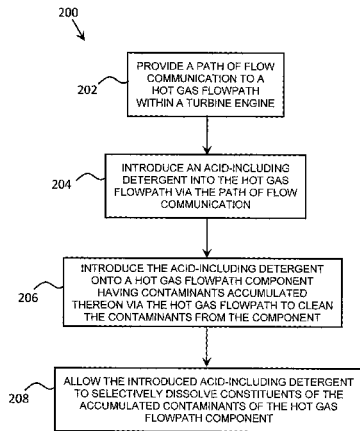 200
PROVIDE A PATH OF FLOW
COMMUNICATION TO A
HOT GAS FLOWPATH
WITHIN A TURBINE ENGINE
202
INTRODUCE AN ACID-INCLUDING
DETERGENT INTO THE HOT GAS
FLOWPATH VIA THE PATH OF FLOW
COMMUNICATION
204
INTRODUCE THE ACID-INCLUDING DETERGENT
ONTO A HOT GAS FLOWPATH COMPONENT
HAVING CONTAMINANTS ACCUMULATED
THEREON VIA THE HOT GAS FLOWPATH TO CLEAN
THE CONTAMINANTS FROM THE COMPONENT
206
ALLOW THE INTRODUCED ACID-INCLUDING DETERGENT
TO SELECTIVELY DISSOLVE CONSTITUENTS OF THE
ACCUMULATED CONTAMINANTS OF THE HOT GAS
FLOWPATH COMPONENT
208